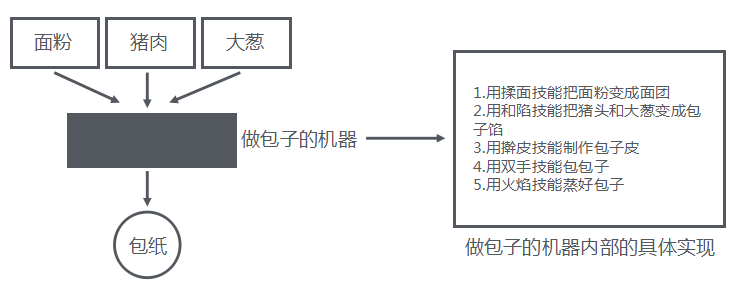 面粉
猪肉
大葱
做包子的机器
包纸
1.用揉面技能把面粉变成面团
2.用和陷技能把猪头和大葱变成包
子馅
3.用擀皮技能制作包子皮
4.用双手技能包包子
5.用火焰技能蒸好包子
做包子的机器内部的具体实现